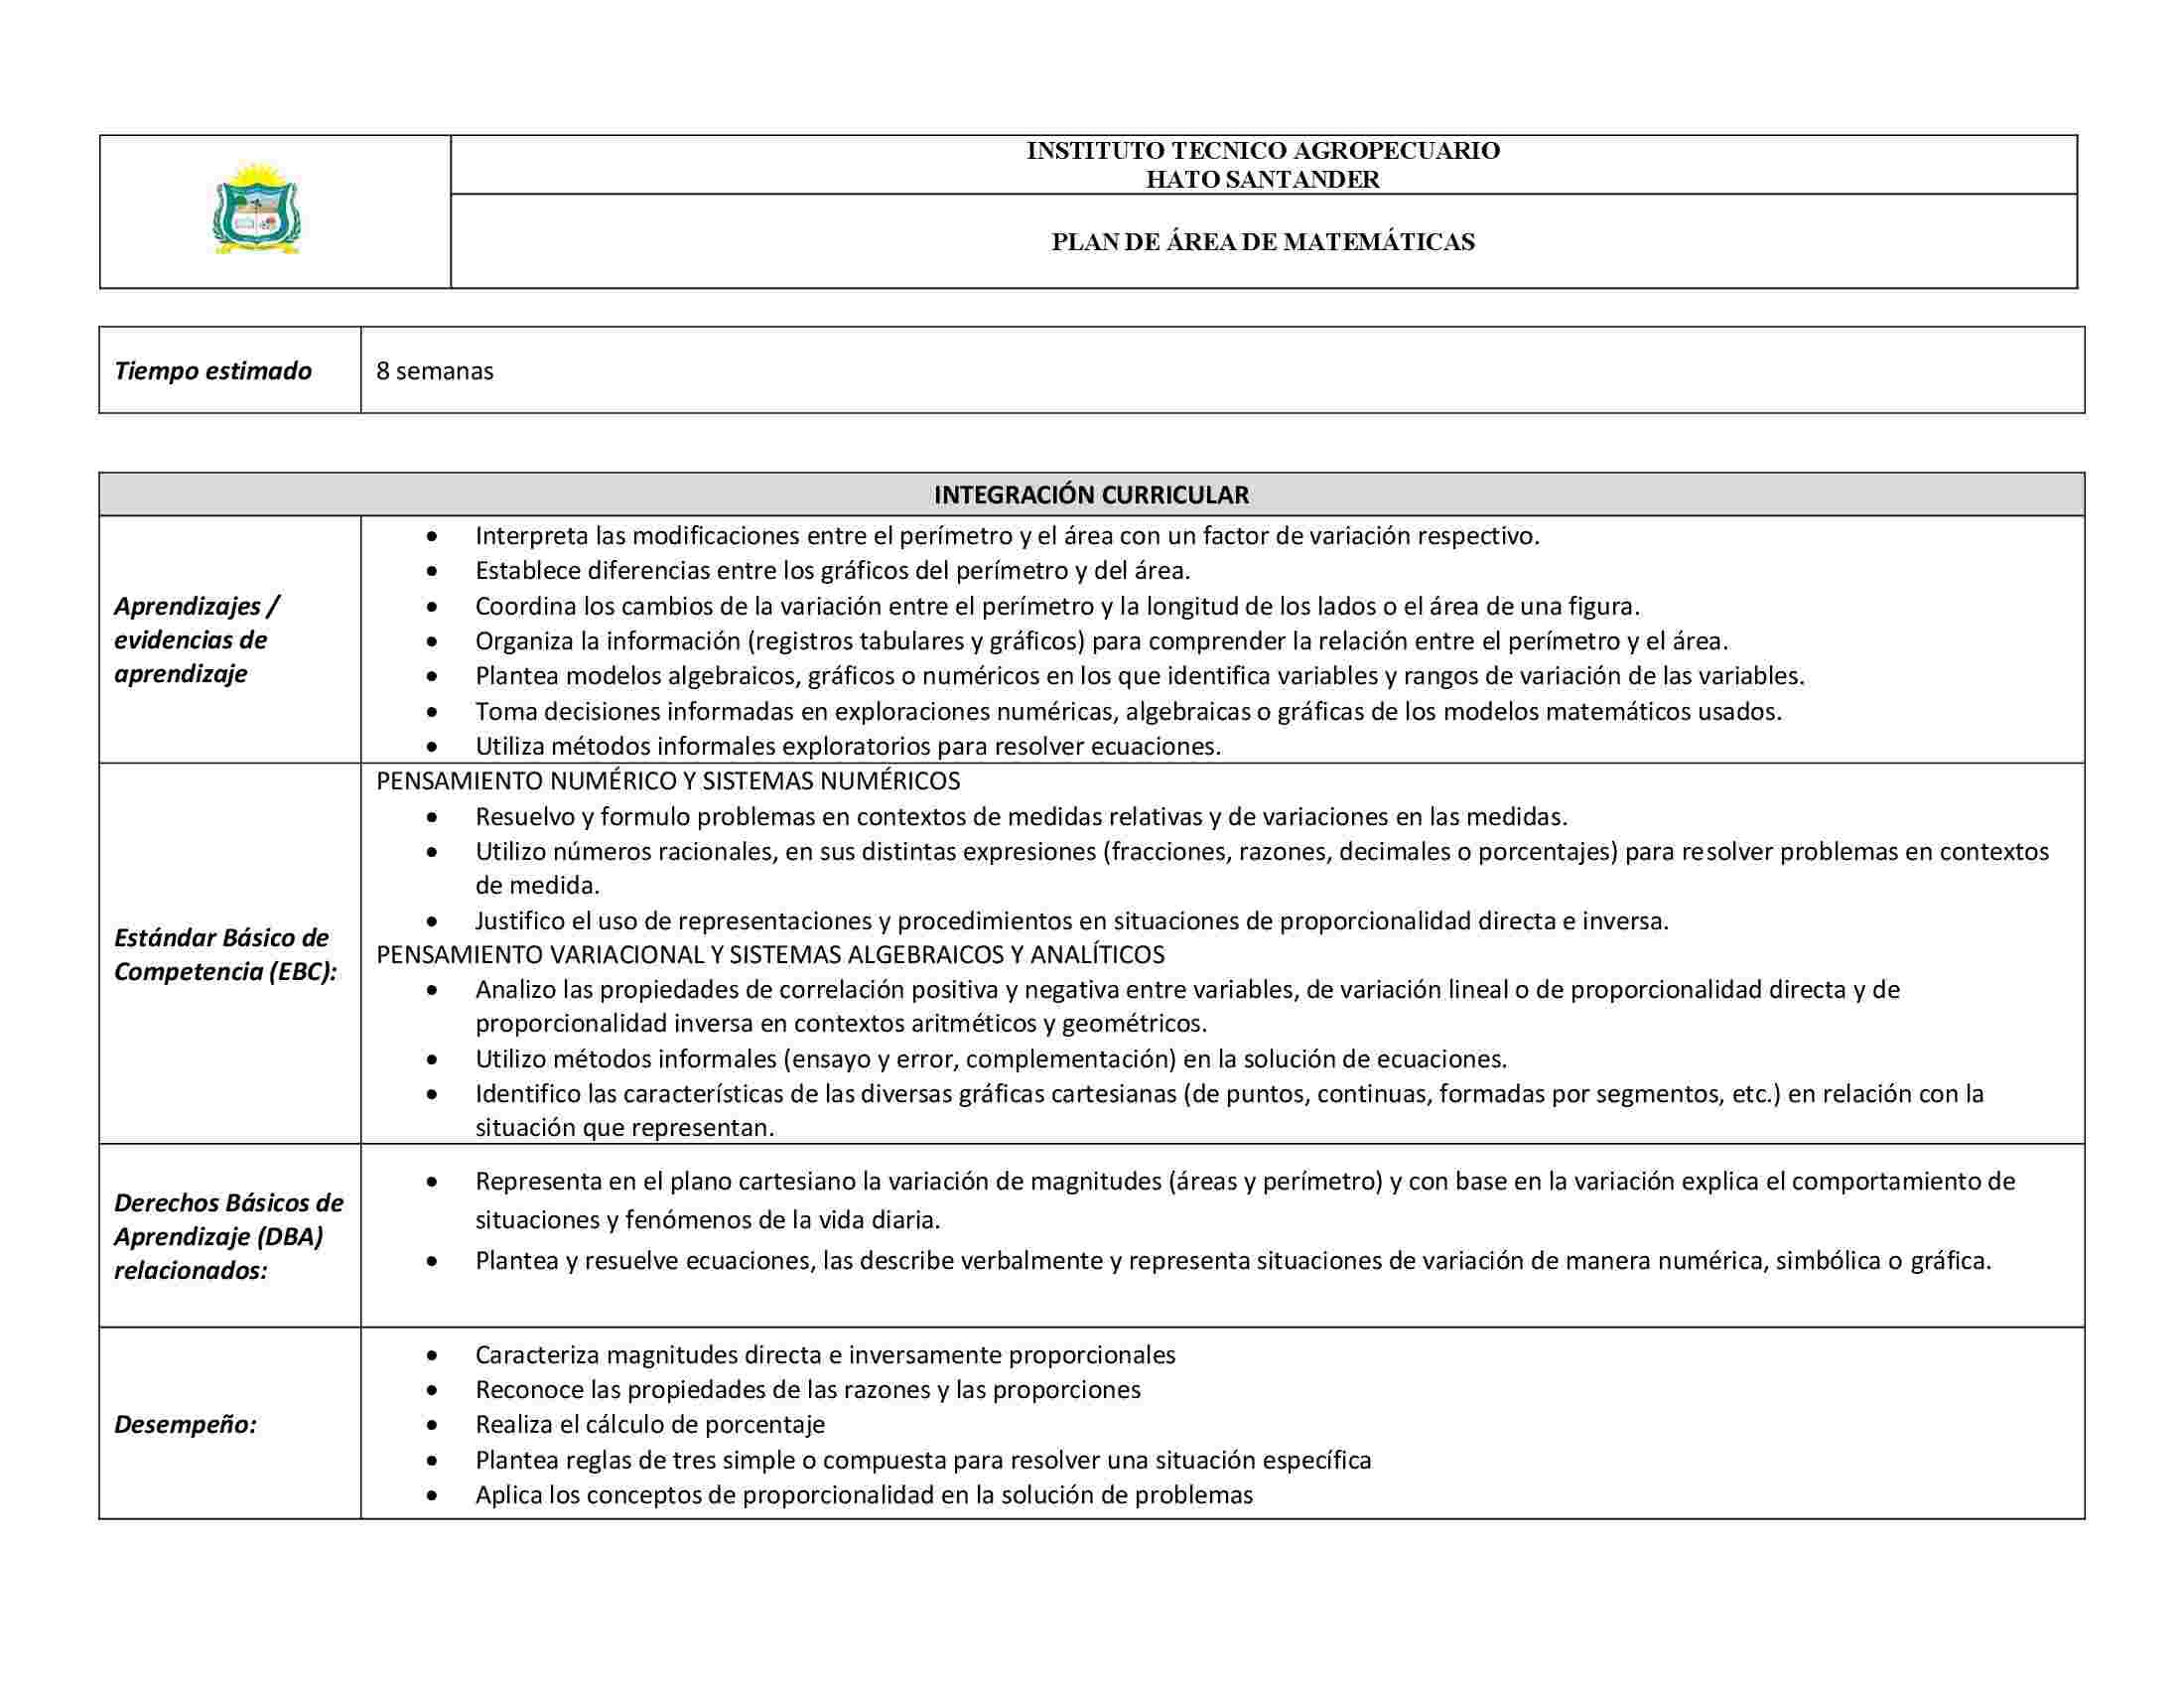 INSTITUTO TECNICO AGROPECUARIO
HATO SANTANDER
PLAN DE ÁREA DE MATEMÁTICAS
Tiempo estimado
8 semanas
INTEGRACIÓN CURRICULAR
Aprendizajes /
evidencias de
aprendizaje
• Interpreta las modificaciones entre el perímetro y el área con un factor de variación respectivo.
• Establece diferencias entre los gráficos del perímetro y del área.
• Coordina los cambios de la variación entre el perímetro y la longitud de los lados o el área de una figura.
• Organiza la información (registros tabulares y gráficos) para comprender la relación entre el perímetro y el área.
• Plantea modelos algebraicos, gráficos o numéricos en los que identifica variables y rangos de variación de las variables.
• Toma decisiones informadas en exploraciones numéricas, algebraicas o gráficas de los modelos matemáticos usados.
• Utiliza métodos informales exploratorios para resolver ecuaciones.
Estándar Básico de
Competencia (EBC):
PENSAMIENTO NUMÉRICO Y SISTEMAS NUMÉRICOS
• Resuelvo y formulo problemas en contextos de medidas relativas y de variaciones en las medidas.
• Utilizo números racionales, en sus distintas expresiones (fracciones, razones, decimales o porcentajes) para resolver problemas en contextos
de medida.
• Justifico el uso de representaciones y procedimientos en situaciones de proporcionalidad directa e inversa.
PENSAMIENTO VARIACIONAL Y SISTEMAS ALGEBRAICOS Y ANALÍTICOS
• Analizo las propiedades de correlación positiva y negativa entre variables, de variación lineal o de proporcionalidad directa y de
proporcionalidad inversa en contextos aritméticos y geométricos.
• Utilizo métodos informales (ensayo y error, complementación) en la solución de ecuaciones.
• Identifico las características de las diversas gráficas cartesianas (de puntos, continuas, formadas por segmentos, etc.) en relación con la
situación que representan.
Derechos Básicos de
Aprendizaje (DBA)
relacionados:
• Representa en el plano cartesiano la variación de magnitudes (áreas y perímetro) y con base en la variación explica el comportamiento de
situaciones y fenómenos de la vida diaria.
• Plantea y resuelve ecuaciones, las describe verbalmente y representa situaciones de variación de manera numérica, simbólica o gráfica.
Desempeño:
• Caracteriza magnitudes directa e inversamente proporcionales
• Reconoce las propiedades de las razones y las proporciones
• Realiza el cálculo de porcentaje
• Plantea reglas de tres simple o compuesta para resolver una situación específica
• Aplica los conceptos de proporcionalidad en la solución de problemas